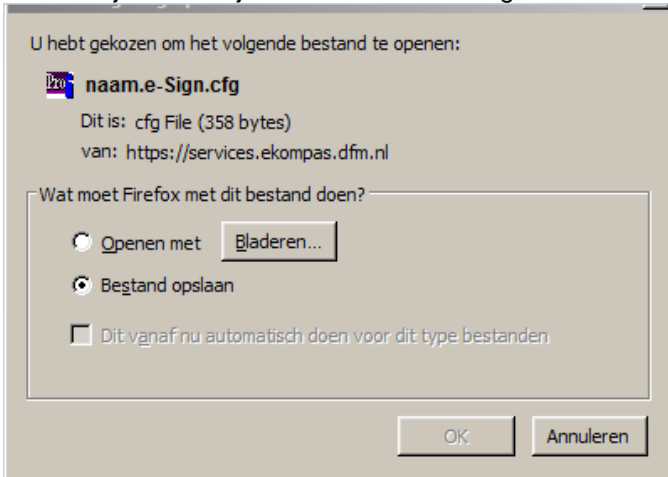 U hebt gekozen om het volgende bestand te openen:
naam.e-Sign.cfg
Dit is: cfg File (358 bytes)
van: https://services.ekompas.dfm.nl
Wat moet Firefox met dit bestand doen?
Openen met Bladeren...
Bestand opslaan
Dit vanaf nu automatisch doen voor dit type bestanden
OK Annuleren